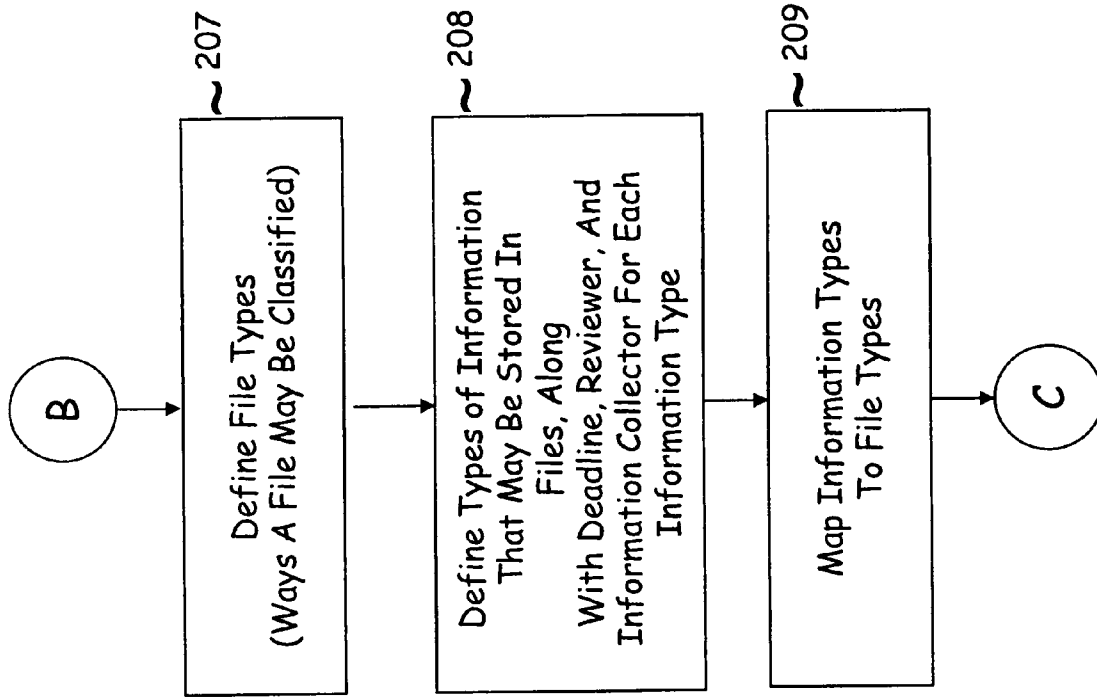 B
207
Define File Types
(Ways A File May Be Classified)
208
Define Types of Information
That May Be Stored In
Files, Along
With Deadline, Reviewer, And
Information Collector For Each
Information Type
209
Map Information Types
To File Types
C